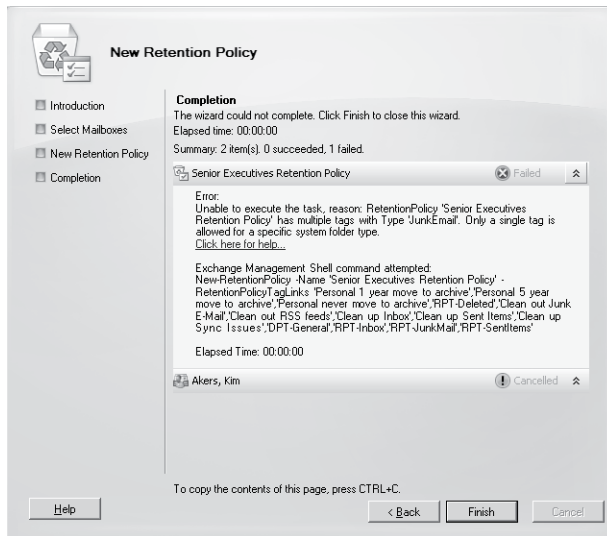 New Retention Policy
Introduction
Select Mailboxes
New Retention Policy
Completion
Completion
The wizard could not complete. Click Finish to close this wizard.
Elapsed time: 00:00:00
Summary: 2 item(s). 0 succeeded, 1 failed.
Senior Executives Retention Policy
Failed
Error:
Unable to execute the task, reason: RetentionPolicy 'Senior Executives
Retention Policy' has multiple tags with Type 'JunkEmail'. Only a single tag is
allowed for a specific system folder type.
Click here for help...
Exchange Management Shell command attempted:
New-RetentionPolicy -Name 'Senior Executives Retention Policy' -
RetentionPolicyTagLinks 'Personal 1 year move to archive','Personal 5 year
move to archive','Personal never move to archive','RPT-Deleted','Clean out Junk
E-Mail','Clean out RSS feeds','Clean up Inbox','Clean up Sent Items','Clean up
Sync Issues','DPT-General','RPT-Inbox','RPT-JunkMail','RPT-SentItems'
Elapsed Time: 00:00:00
Akers, Kim
Cancelled
To copy the contents of this page, press CTRL+C.
Help
< Back
Finish
Cancel